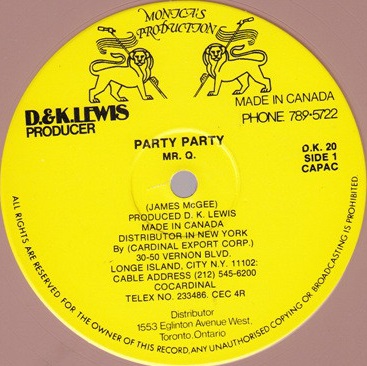 MONICA'S
PRODUCTION
D.&K.LEWIS
PRODUCER
MADE IN CANADA
PHONE 789-5722
PARTY PARTY
MR. Q.
O.K. 20
SIDE 1
CAPAC
(JAMES McGEE)
PRODUCED D. K. LEWIS
MADE IN CANADA
DISTRIBUTOR IN NEW YORK
By (CARDINAL EXPORT CORP.)
30-50 VERNON BLVD.
LONGE ISLAND, CITY N.Y. 11102:
CABLE ADDRESS (212) 545-6200
COCARDINAL
TELEX NO. 233486. CEC 4R
Distributor
1553 Eglinton Avenue West,
Toronto,Ontario
ALL RIGHTS ARE RESERVED FOR THE OWNER OF THIS RECORD, ANY UNAUTHORISED COPYING OR BROADCASTING IS PROHIBITED.